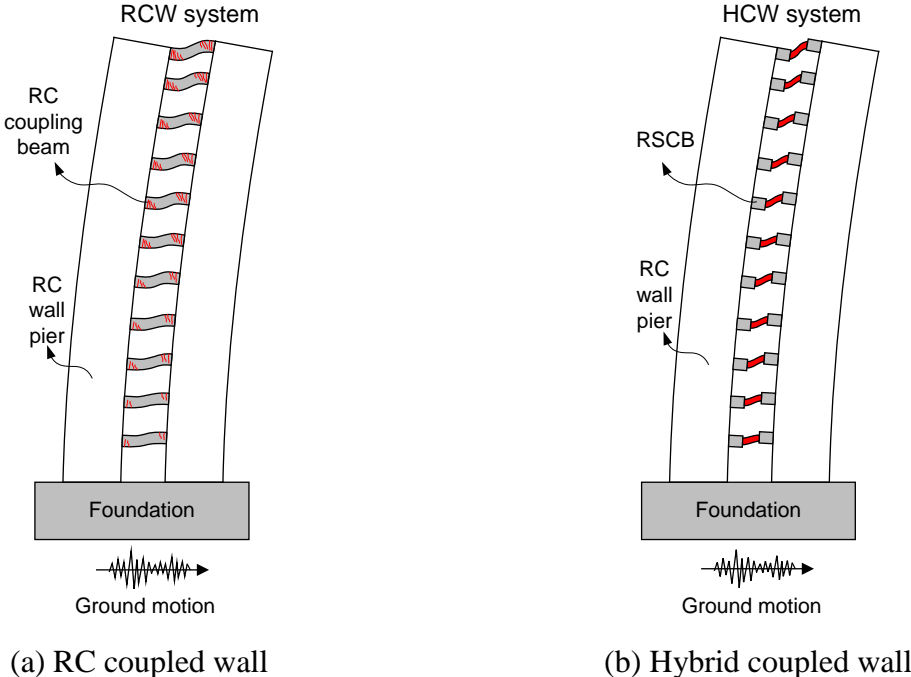 RCW system
RC
coupling
beam
RC
wall
pier
Foundation
Ground motion
(a) RC coupled wall
HCW system
RSCB
RC
wall
pier
Foundation
Ground motion
(b) Hybrid coupled wall